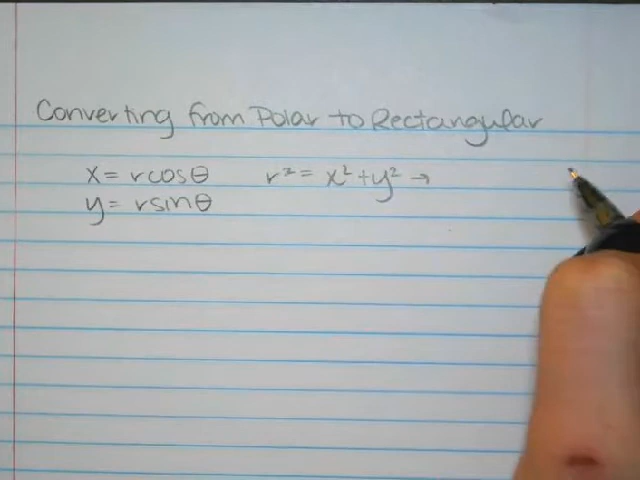 Converting from Polar to Rectangular
x = rcosθ r² = x² + y² →
y = rsinθ